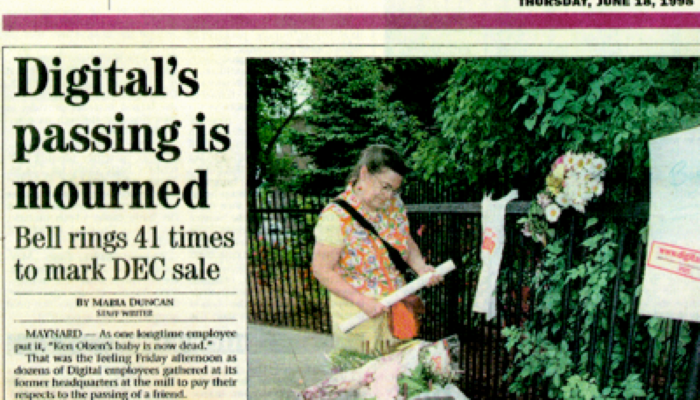 THURSDAY, JUNE 18, 1998
Digital's
passing is
mourned
Bell rings 41 times
to mark DEC sale
BY MARIA DUNCAN
STAFF WRITER
MAYNARD — As one longtime employee
put it, "Ken Olsen's baby is now dead."
That was the feeling Friday afternoon as
dozens of Digital employees gathered at its
former headquarters at the mill to pay their
respects to the passing of a friend.
www.digital